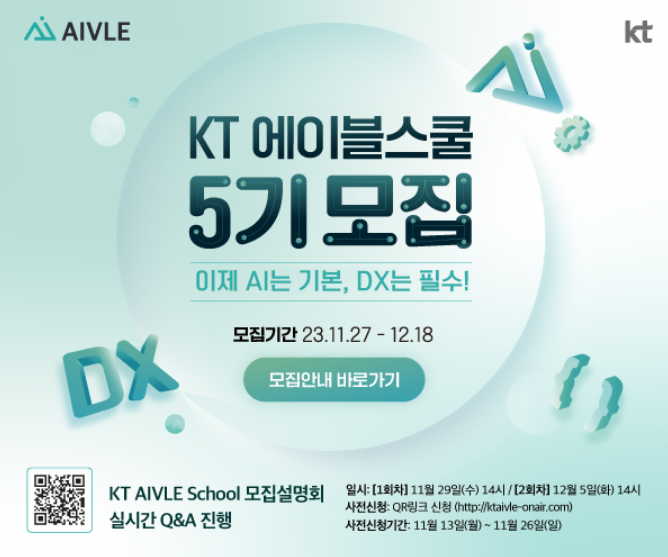 AIVLE
kt
Ai
KT 에이블스쿨
5기 모집
이제 AI는 기본, DX는 필수!
모집기간 23.11.27 - 12.18
모집안내 바로가기
DX
{ }
KT AIVLE School 모집설명회
실시간 Q&A 진행
일시: [1회차] 11월 29일(수) 14시 / [2회차] 12월 5일(화) 14시
사전신청: QR링크 신청 (http://ktaivle-onair.com)
사전신청기간: 11월 13일(월) ~ 11월 26일(일)